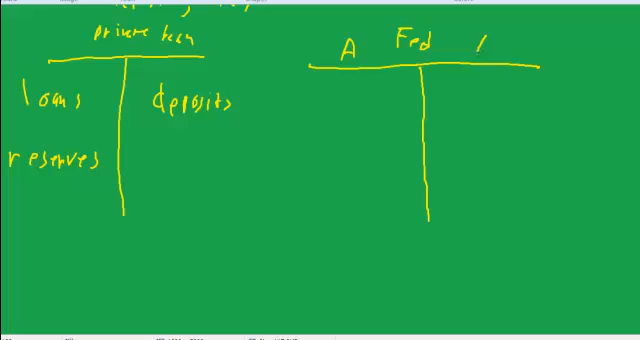 private bank
A Fed
loans deposits
reserves